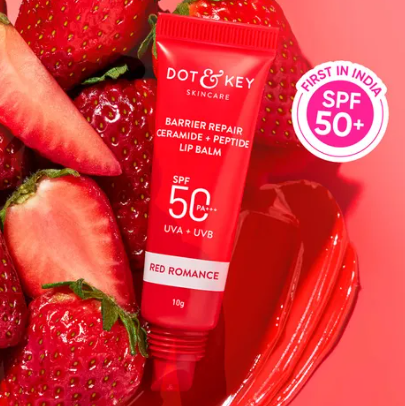 DOT & KEY
SKINCARE
BARRIER REPAIR
CERAMIDE + PEPTIDE
LIP BALM
SPF
50 PA+++
UVA + UVB
RED ROMANCE
10g
FIRST IN INDIA
SPF
50+